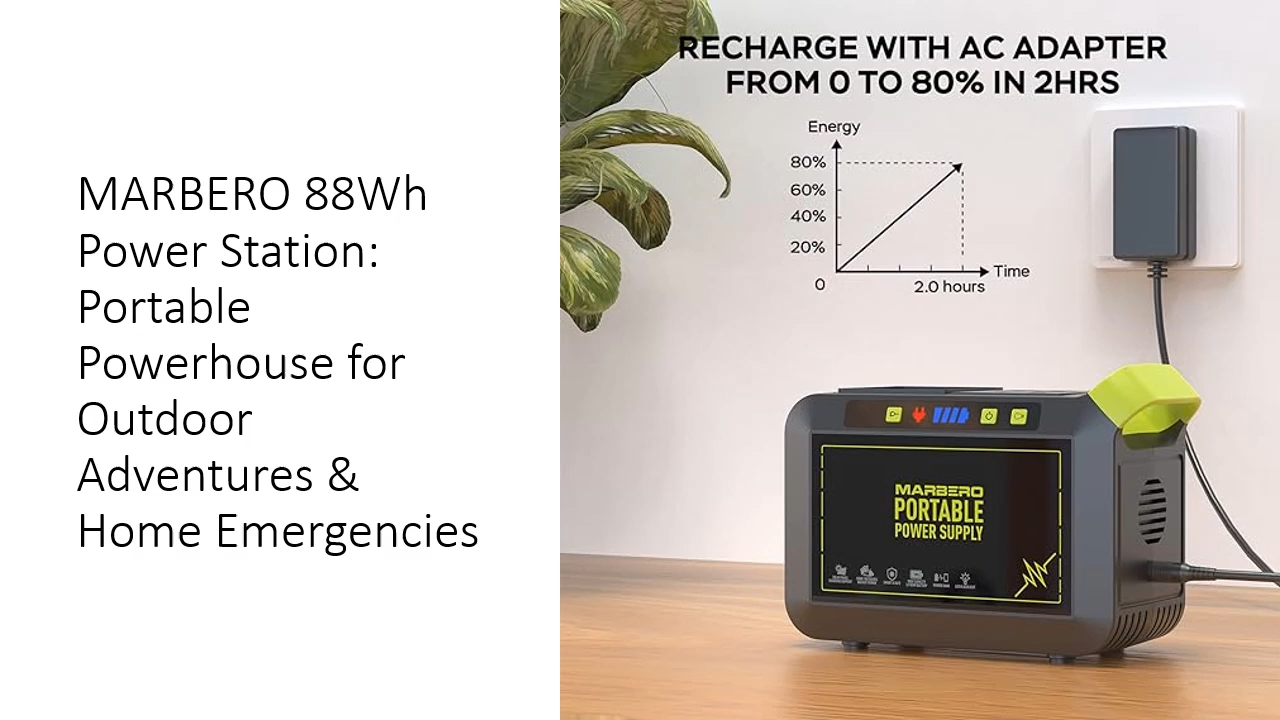 MARBERO 88Wh
Power Station:
Portable
Powerhouse for
Outdoor
Adventures &
Home Emergencies
RECHARGE WITH AC ADAPTER
FROM 0 TO 80% IN 2HRS
Energy
80%
60%
40%
20%
0
2.0 hours
Time
MARBERO
PORTABLE
POWER SUPPLY